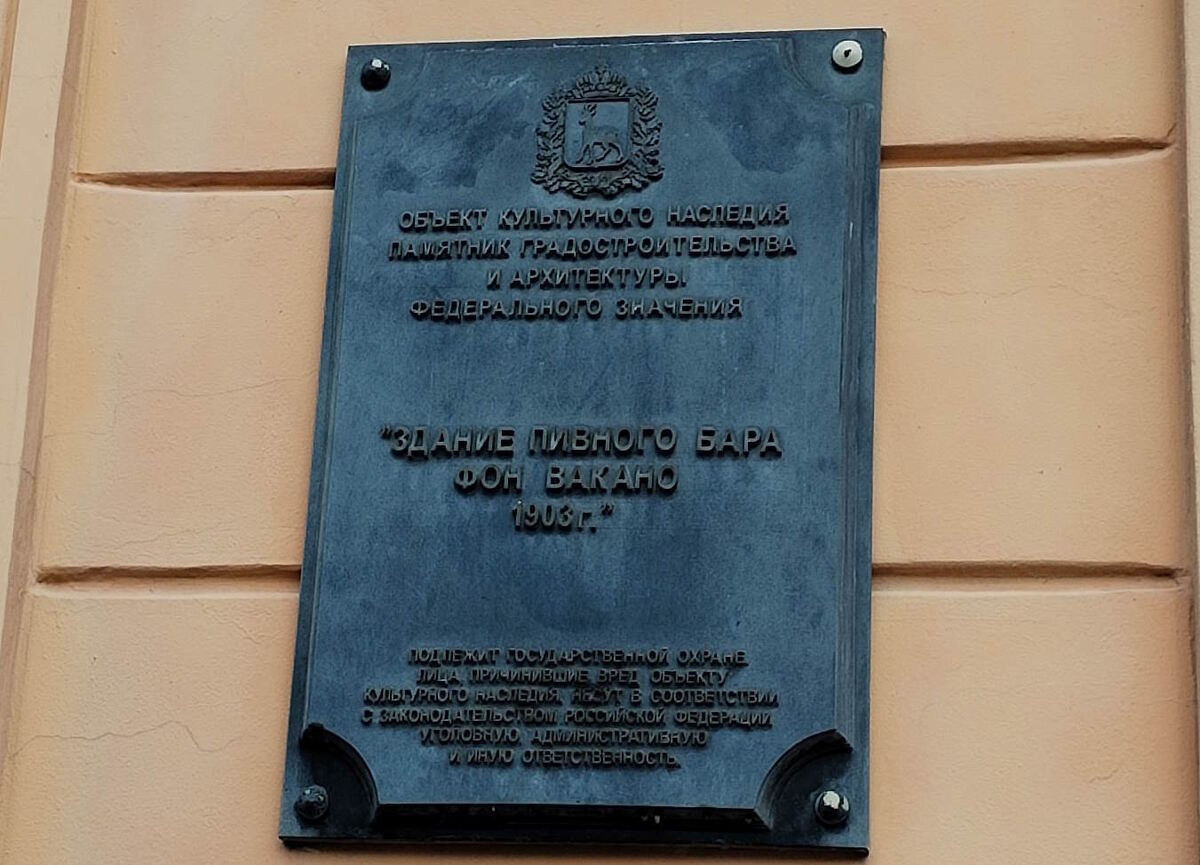 ОБЪЕКТ КУЛЬТУРНОГО НАСЛЕДИЯ
ПАМЯТНИК ГРАДОСТРОИТЕЛЬСТВА
И АРХИТЕКТУРЫ
ФЕДЕРАЛЬНОГО ЗНАЧЕНИЯ
"ЗДАНИЕ ПИВНОГО БАРА
ФОН ВАКАНО
1903 г."
ПОДЛЕЖИТ ГОСУДАРСТВЕННОЙ ОХРАНЕ.
ЛИЦА, ПРИЧИНИВШИЕ ВРЕД ОБЪЕКТУ
КУЛЬТУРНОГО НАСЛЕДИЯ, НЕСУТ В СООТВЕТСТВИИ
С ЗАКОНОДАТЕЛЬСТВОМ РОССИЙСКОЙ ФЕДЕРАЦИИ
УГОЛОВНУЮ, АДМИНИСТРАТИВНУЮ
И ИНУЮ ОТВЕТСТВЕННОСТЬ.